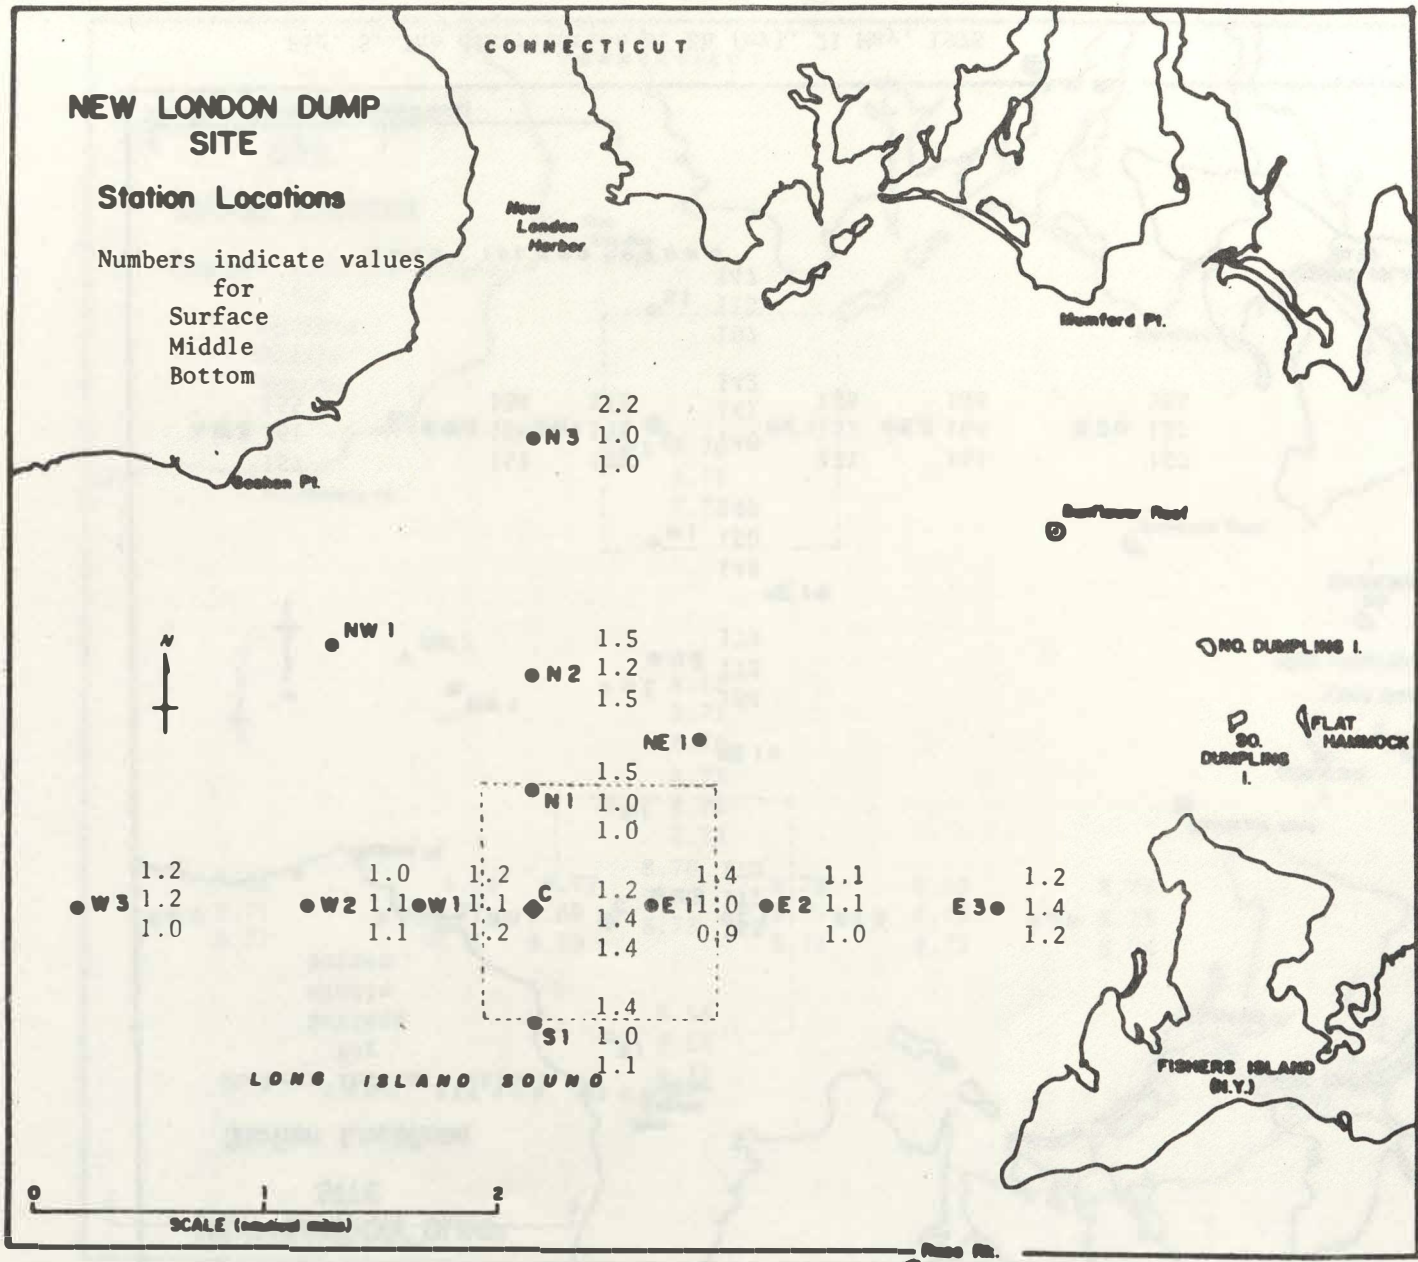 CONNECTICUT
NEW LONDON DUMP
SITE
Station Locations
New
London
Harbor
Numbers indicate values
for
Surface
Middle
Bottom
Mumford Pt.
2.2
N3 1.0
1.0
Goshen Pt.
Reef
NW 1
N
1.5
N2 1.2
1.5
NO. DUMPLING I.
FLAT
HAMMOCK
SO.
DUMPLING
I.
NE 1
1.5
N1 1.0
1.0
1.2 1.0 1.2 C 1.2 1.4 1.1 1.2
W3 1.2 W2 1.1 W1 1.1 1.4 E1 1.0 E2 1.1 E3 1.4
1.0 1.1 1.2 1.4 0.9 1.0 1.2
1.4
S1 1.0
1.1
LONG ISLAND SOUND
FISHERS ISLAND
(N.Y.)
0 1 2
SCALE (nautical miles)
Race Rk.